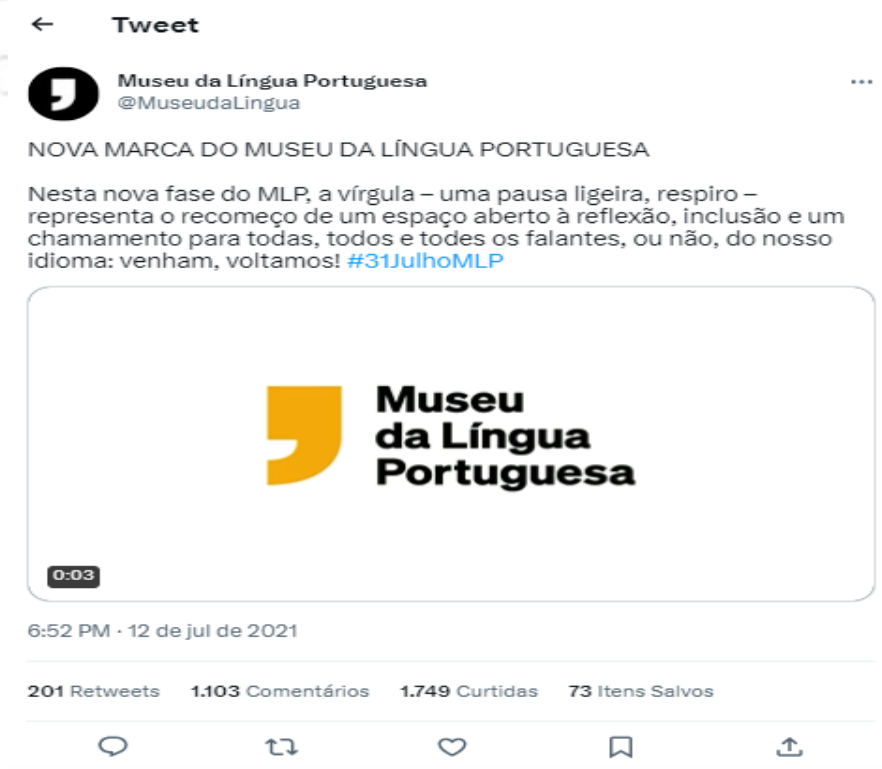 Tweet
Museu da Língua Portuguesa
@MuseudaLingua
NOVA MARCA DO MUSEU DA LÍNGUA PORTUGUESA
Nesta nova fase do MLP, a vírgula – uma pausa ligeira, respiro –
representa o recomeço de um espaço aberto à reflexão, inclusão e um
chamamento para todas, todos e todes os falantes, ou não, do nosso
idioma: venham, voltamos! #31JulhoMLP
Museu
da Língua
Portuguesa
0:03
6:52 PM · 12 de jul de 2021
201 Retweets 1.103 Comentários 1.749 Curtidas 73 Itens Salvos